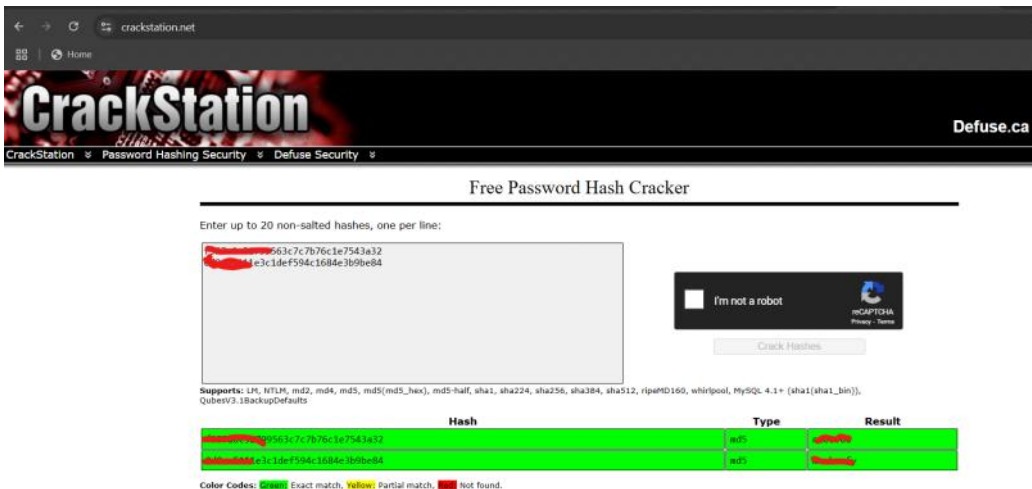 crackstation.net
Home
CrackStation
Defuse.ca
CrackStation Password Hashing Security Defuse Security
Free Password Hash Cracker
Enter up to 20 non-salted hashes, one per line:
563c7c7b76c1e7543a32
e3c1def594c1684e3b9be84
I'm not a robot
reCAPTCHA
Privacy - Terms
Crack Hashes
Supports: LM, NTLM, md2, md4, md5, md5(md5_hex), md5-half, sha1, sha224, sha256, sha384, sha512, ripeMD160, whirlpool, MySQL 4.1+ (sha1(sha1_bin)),
QubesV3.1BackupDefaults
Hash Type Result
9563c7c7b76c1e7543a32 md5
e3c1def594c1684e3b9be84 md5
Color Codes: Green: Exact match, Yellow: Partial match, Red: Not found.